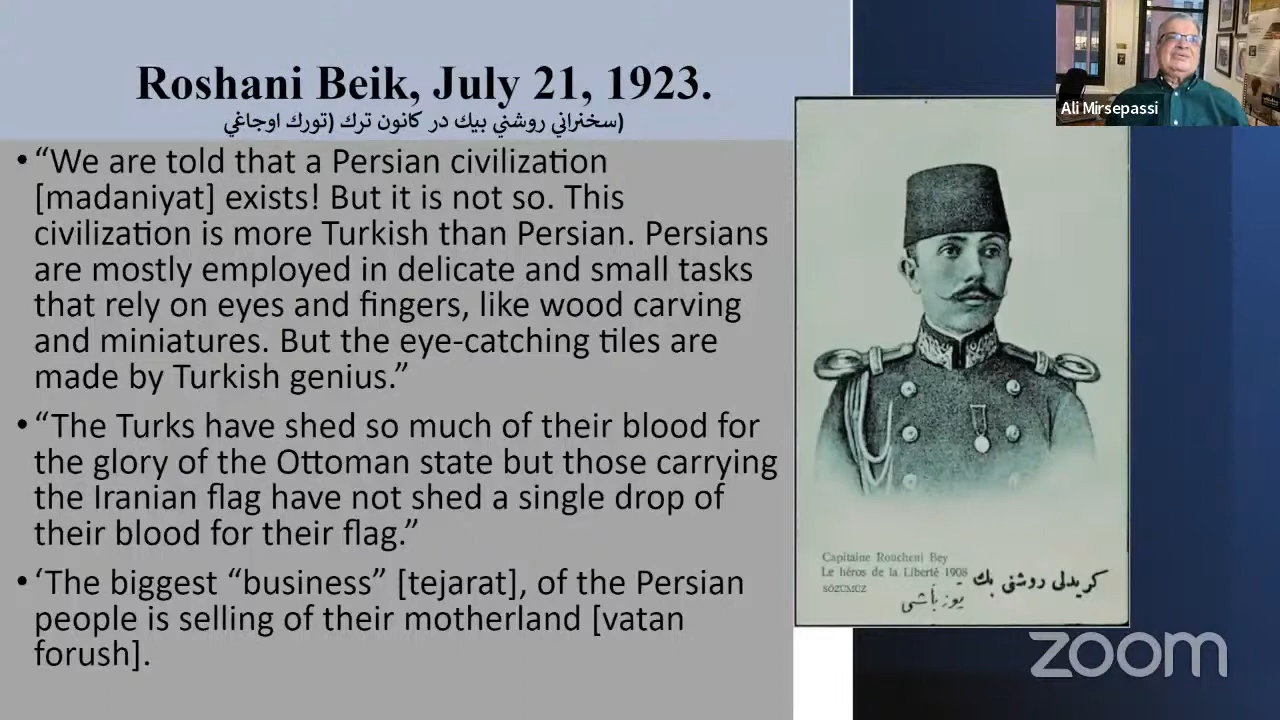 Roshani Beik, July 21, 1923.
(سخنراني روشني بيك در كانون ترك (تورك اوجاغي
• “We are told that a Persian civilization
[madaniyat] exists! But it is not so. This
civilization is more Turkish than Persian. Persians
are mostly employed in delicate and small tasks
that rely on eyes and fingers, like wood carving
and miniatures. But the eye-catching tiles are
made by Turkish genius.”
• “The Turks have shed so much of their blood for
the glory of the Ottoman state but those carrying
the Iranian flag have not shed a single drop of
their blood for their flag.”
• ‘The biggest “business” [tejarat], of the Persian
people is selling of their motherland [vatan
forush].
Ali Mirsepassi
Capitaine Roucheni Bey
Le héros de la Liberté 1908
SÖZÜMÜZ
كريدلى روشنى بك
يوزباشى
zoom